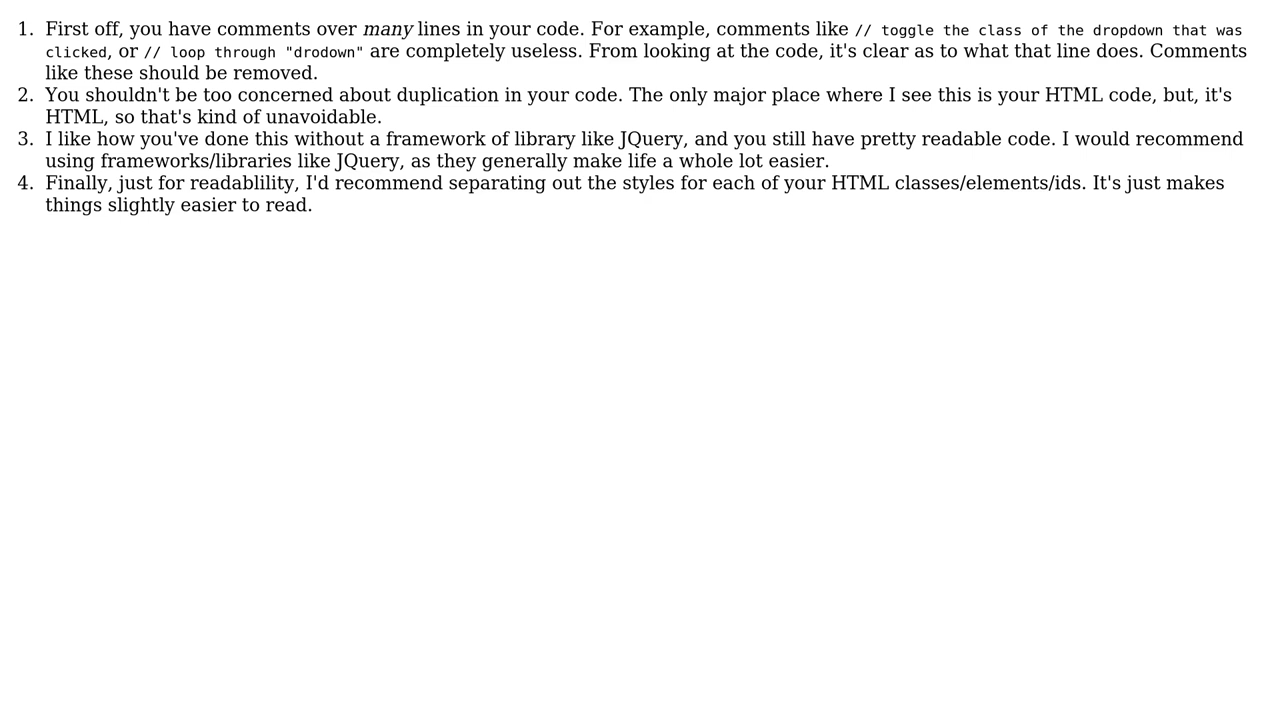 1. First off, you have comments over many lines in your code. For example, comments like // toggle the class of the dropdown that was
clicked, or // loop through "drodown" are completely useless. From looking at the code, it's clear as to what that line does. Comments
like these should be removed.
2. You shouldn't be too concerned about duplication in your code. The only major place where I see this is your HTML code, but, it's
HTML, so that's kind of unavoidable.
3. I like how you've done this without a framework of library like JQuery, and you still have pretty readable code. I would recommend
using frameworks/libraries like JQuery, as they generally make life a whole lot easier.
4. Finally, just for readablility, I'd recommend separating out the styles for each of your HTML classes/elements/ids. It's just makes
things slightly easier to read.